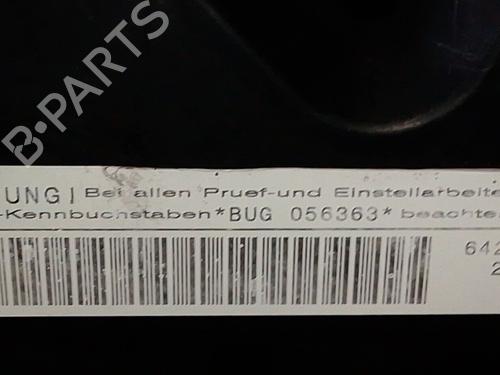 B-PARTS
UNG! Bei allen Pruef-und Einstellarbeite
-Kennbuchstaben*BUG 056363* beachte
642
2